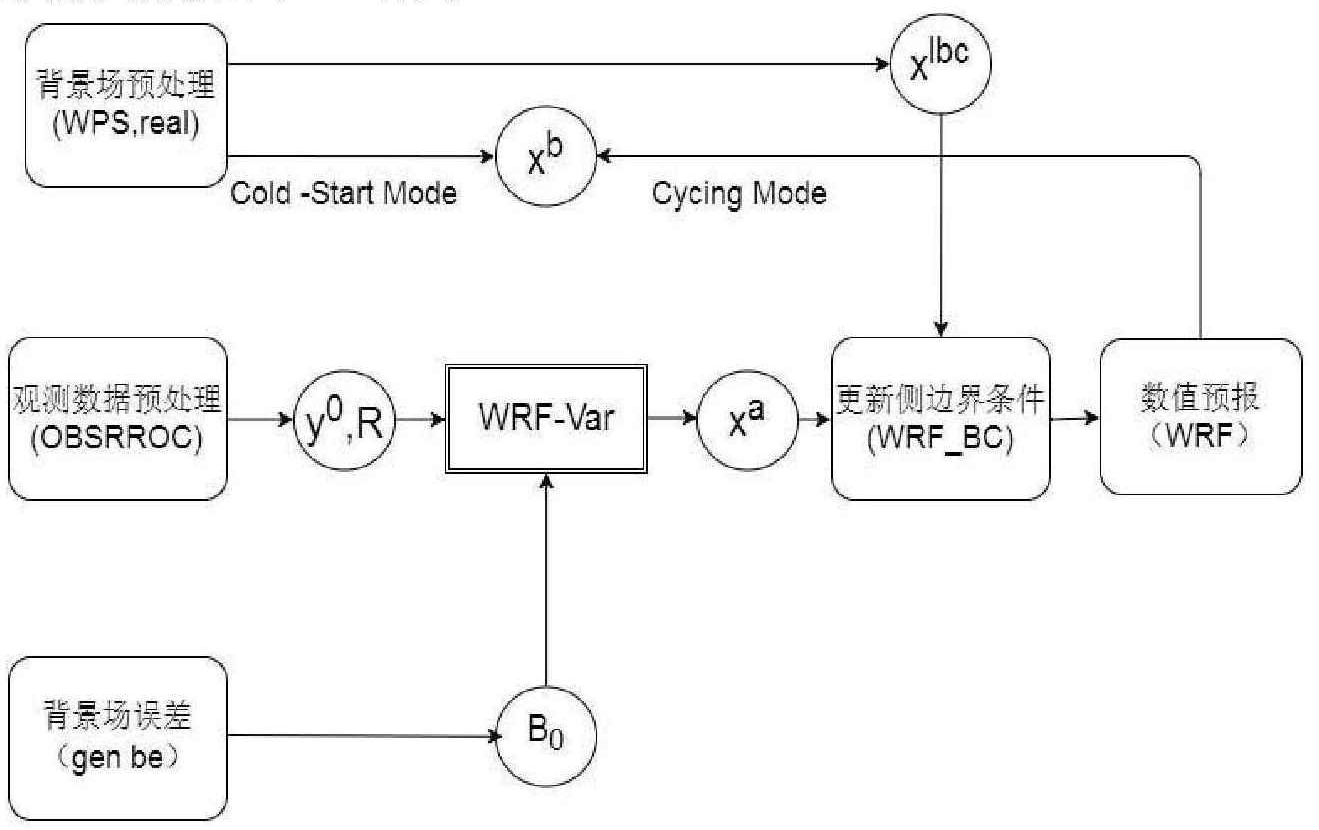 背景场预处理
(WPS,real)
x^lbc
x^b
Cold -Start Mode
Cycing Mode
观测数据预处理
(OBSRROC)
y^0,R
WRF-Var
x^a
更新侧边界条件
(WRF_BC)
数值预报
（WRF）
背景场误差
（gen be）
B_0